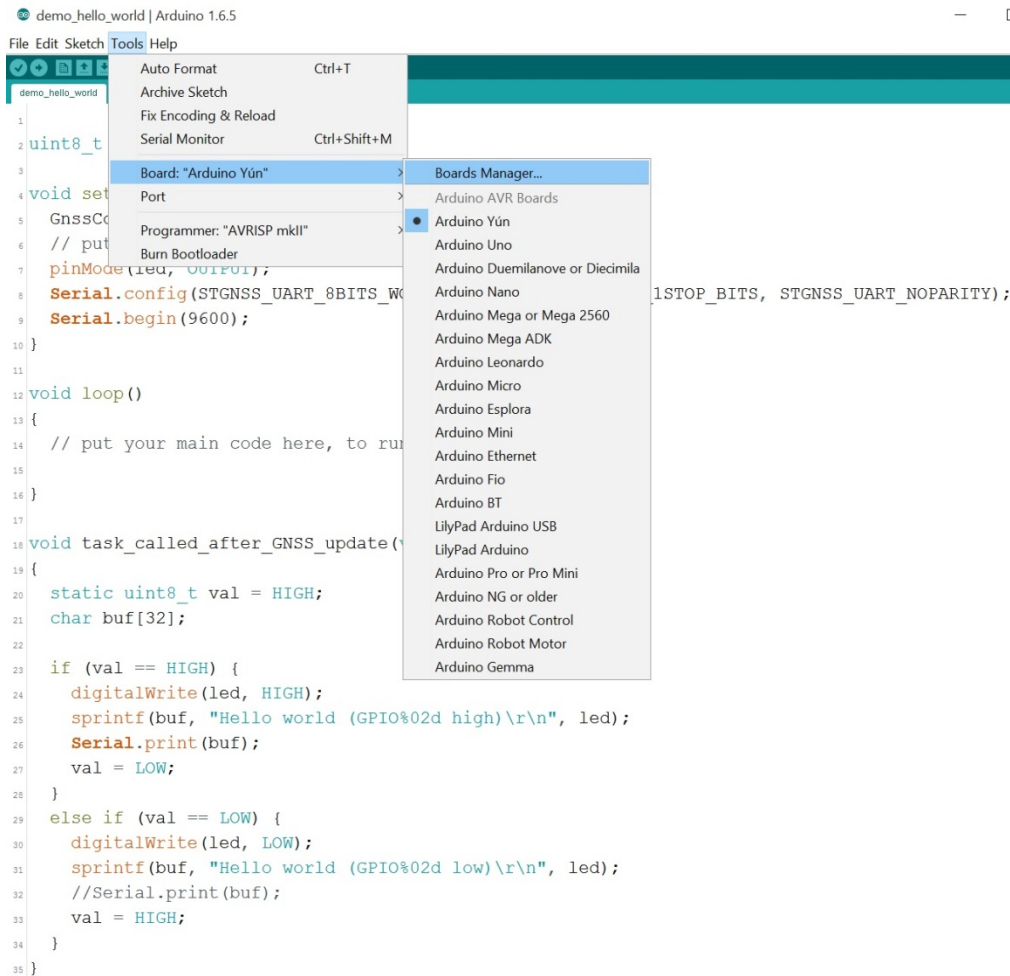 demo_hello_world | Arduino 1.6.5
File Edit Sketch Tools Help
demo_hello_world
Auto Format Ctrl+T
Archive Sketch
Fix Encoding & Reload
Serial Monitor Ctrl+Shift+M
Board: "Arduino Yún"
Port
Programmer: "AVRISP mkII"
Burn Bootloader
Boards Manager...
Arduino AVR Boards
Arduino Yún
Arduino Uno
Arduino Duemilanove or Diecimila
Arduino Nano
Arduino Mega or Mega 2560
Arduino Mega ADK
Arduino Leonardo
Arduino Micro
Arduino Esplora
Arduino Mini
Arduino Ethernet
Arduino Fio
Arduino BT
LilyPad Arduino USB
LilyPad Arduino
Arduino Pro or Pro Mini
Arduino NG or older
Arduino Robot Control
Arduino Robot Motor
Arduino Gemma
1
2 uint8_t
3
4 void set
5 GnssCo
6 // put
7 pinMode(led, OUTPUT);
8 Serial.config(STGNSS_UART_8BITS_WO 1STOP_BITS, STGNSS_UART_NOPARITY);
9 Serial.begin(9600);
10 }
11
12 void loop()
13 {
14 // put your main code here, to run
15
16 }
17
18 void task_called_after_GNSS_update(v
19 {
20 static uint8_t val = HIGH;
21 char buf[32];
22
23 if (val == HIGH) {
24 digitalWrite(led, HIGH);
25 sprintf(buf, "Hello world (GPIO%02d high)\r\n", led);
26 Serial.print(buf);
27 val = LOW;
28 }
29 else if (val == LOW) {
30 digitalWrite(led, LOW);
31 sprintf(buf, "Hello world (GPIO%02d low)\r\n", led);
32 //Serial.print(buf);
33 val = HIGH;
34 }
35 }